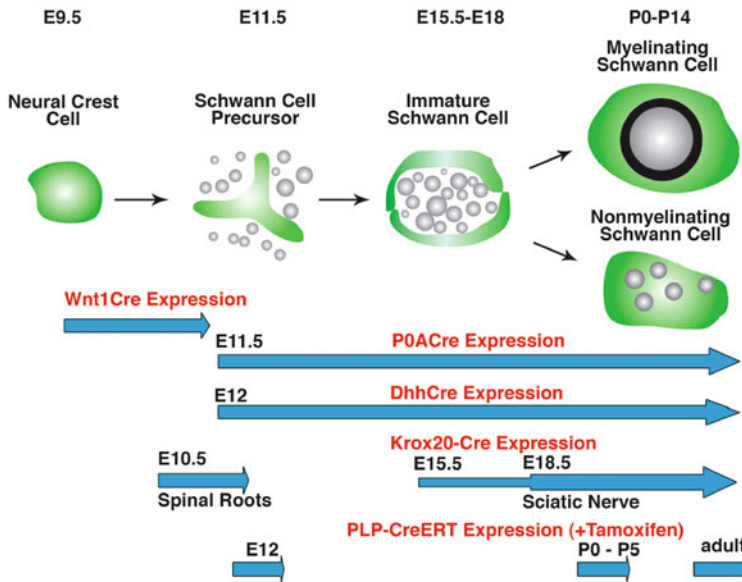 E9.5 E11.5 E15.5-E18 P0-P14
Neural Crest
Cell
Schwann Cell
Precursor
Immature
Schwann Cell
Myelinating
Schwann Cell
Nonmyelinating
Schwann Cell
Wnt1Cre Expression
E11.5 P0ACre Expression
E12 DhhCre Expression
Krox20-Cre Expression
E10.5 E15.5 E18.5
Spinal Roots Sciatic Nerve
PLP-CreERT Expression (+Tamoxifen)
E12 P0 - P5 adult